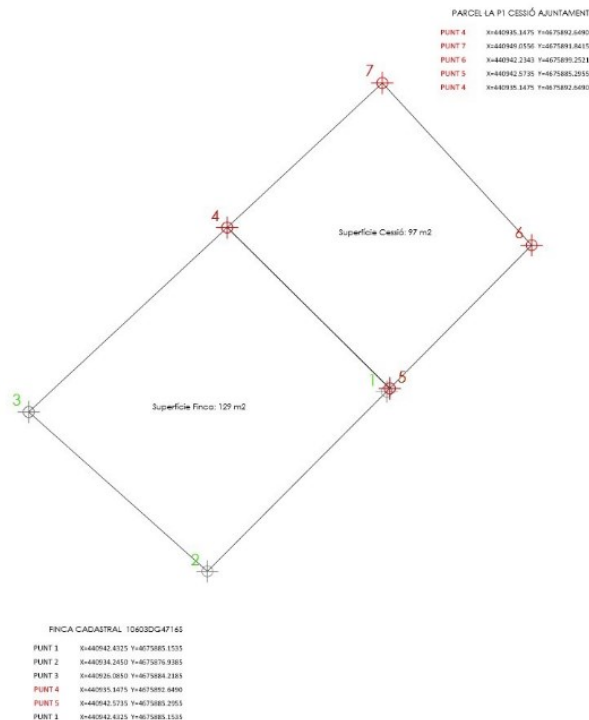 PARCEL·LA P1 CESSIÓ AJUNTAMENT
PUNT 4 X=440935.1475 Y=4675892.6490
PUNT 7 X=440949.0556 Y=4675891.8415
PUNT 6 X=440942.2343 Y=4675899.2521
PUNT 5 X=440942.5735 Y=4675885.2955
PUNT 4 X=440935.1475 Y=4675892.6490
7
4
6
Superfície Cessió: 97 m2
1
5
3
Superfície Finca: 129 m2
2
FINCA CADASTRAL 10603DG4716S
PUNT 1 X=440942.4325 Y=4675885.1535
PUNT 2 X=440934.2450 Y=4675876.9385
PUNT 3 X=440926.0850 Y=4675884.2185
PUNT 4 X=440935.1475 Y=4675892.6490
PUNT 5 X=440942.5735 Y=4675885.2955
PUNT 1 X=440942.4325 Y=4675885.1535